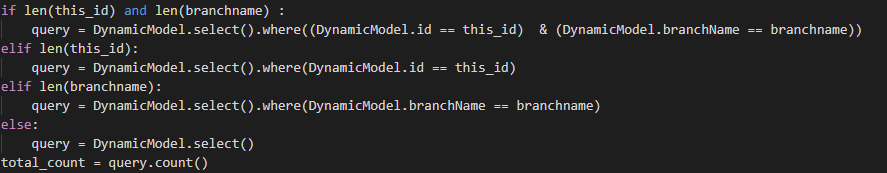 if len(this_id) and len(branchname) :
    query = DynamicModel.select().where((DynamicModel.id == this_id)  & (DynamicModel.branchName == branchname))
elif len(this_id):
    query = DynamicModel.select().where(DynamicModel.id == this_id)
elif len(branchname):
    query = DynamicModel.select().where(DynamicModel.branchName == branchname)
else:
    query = DynamicModel.select()
total_count = query.count()